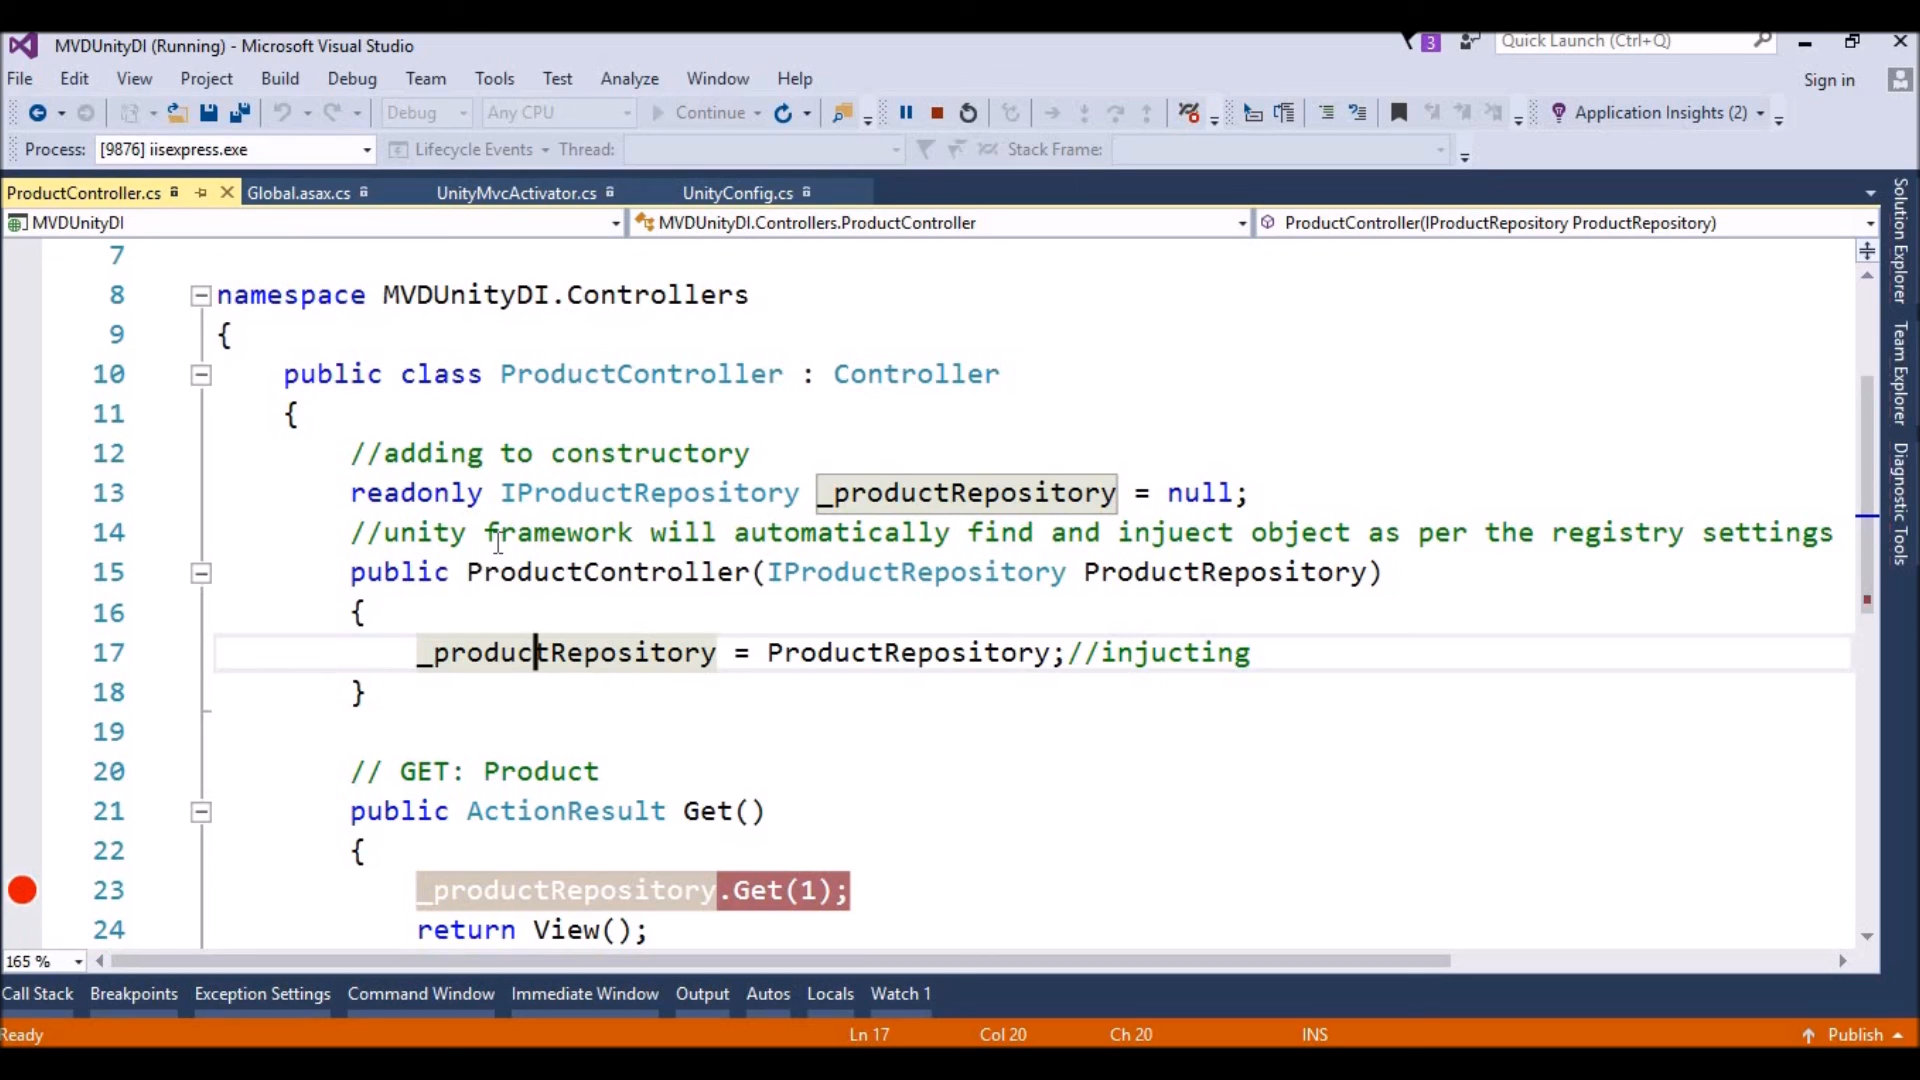 MVDUnityDI (Running) - Microsoft Visual Studio
3
Quick Launch (Ctrl+Q)
File Edit View Project Build Debug Team Tools Test Analyze Window Help
Sign in
Debug Any CPU Continue Application Insights (2)
Process: [9876] iisexpress.exe Lifecycle Events Thread: Stack Frame:
ProductController.cs Global.asax.cs UnityMvcActivator.cs UnityConfig.cs
MVDUnityDI MVDUnityDI.Controllers.ProductController ProductController(IProductRepository ProductRepository)
7
8 namespace MVDUnityDI.Controllers
9 {
10 public class ProductController : Controller
11 {
12 //adding to constructory
13 readonly IProductRepository _productRepository = null;
14 //unity framework will automatically find and injuect object as per the registry settings
15 public ProductController(IProductRepository ProductRepository)
16 {
17 _productRepository = ProductRepository;//injucting
18 }
19
20 // GET: Product
21 public ActionResult Get()
22 {
23 _productRepository.Get(1);
24 return View();
165 %
Call Stack Breakpoints Exception Settings Command Window Immediate Window Output Autos Locals Watch 1
Ready Ln 17 Col 20 Ch 20 INS Publish
Solution Explorer
Team Explorer
Diagnostic Tools